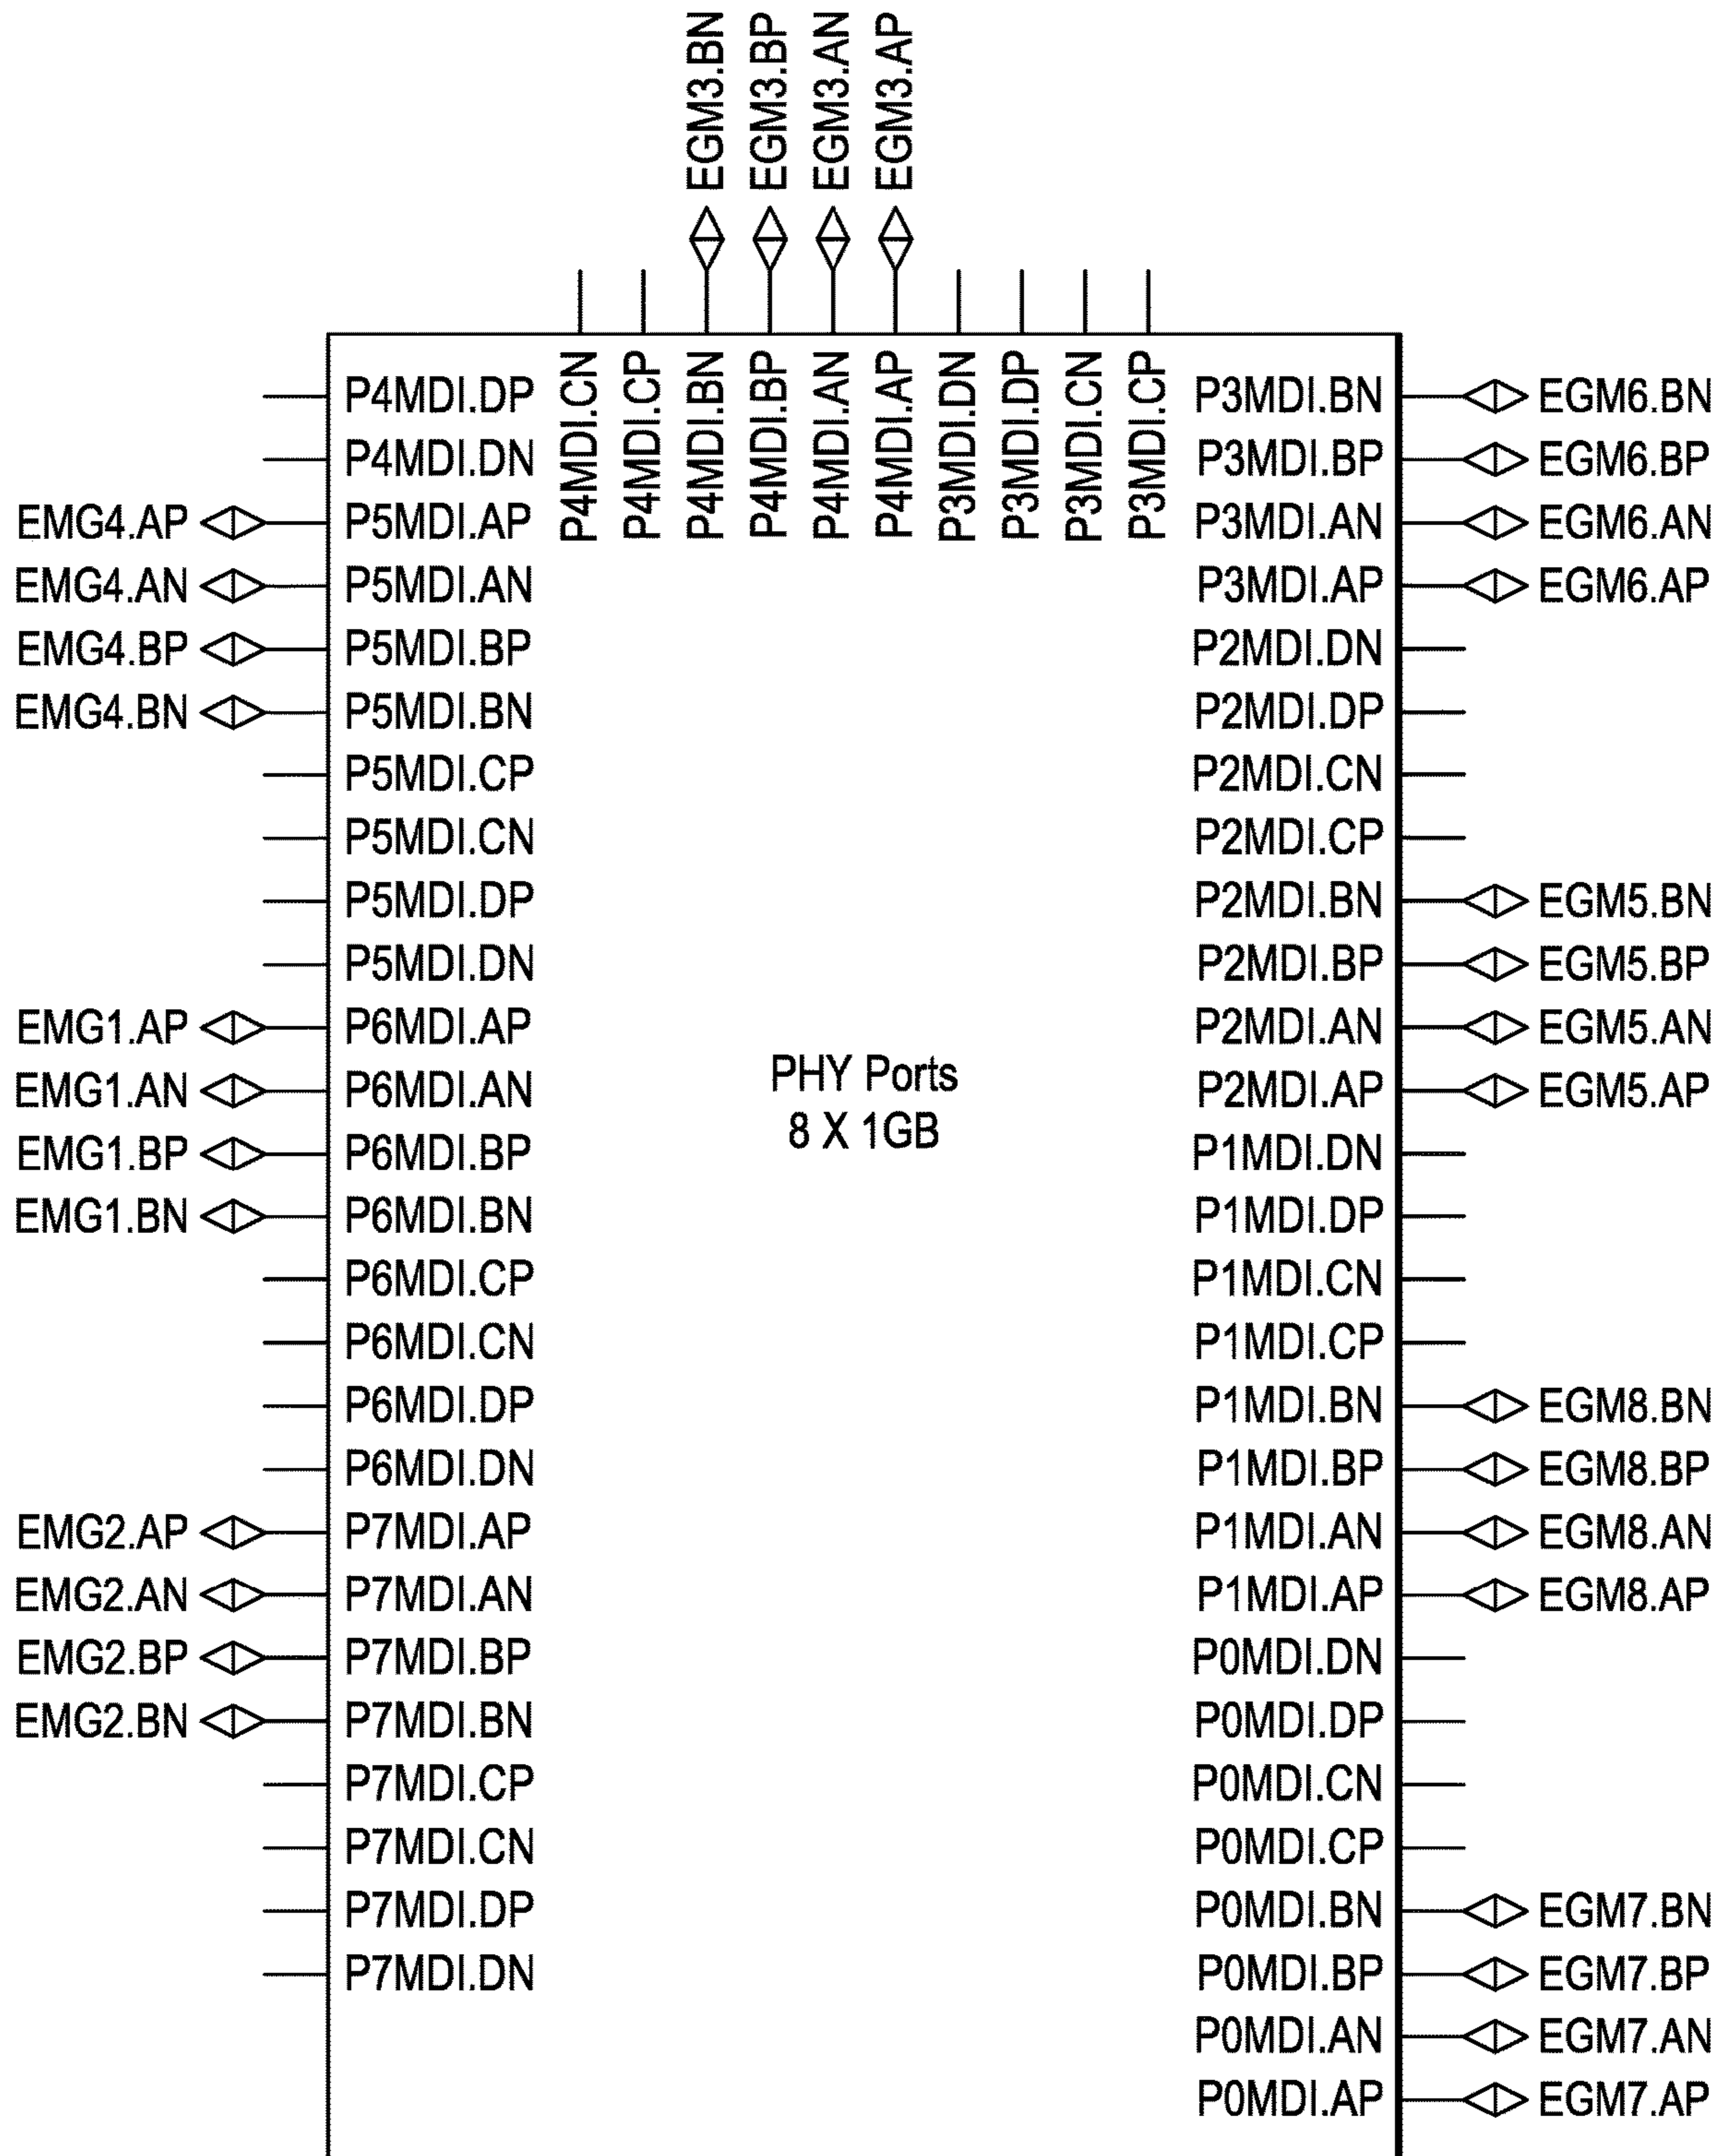 EGM3.BN
EGM3.BP
EGM3.AN
EGM3.AP
P4MDI.CN
P4MDI.CP
P4MDI.BN
P4MDI.BP
P4MDI.AN
P4MDI.AP
P3MDI.DN
P3MDI.DP
P3MDI.CN
P3MDI.CP
P4MDI.DP
P4MDI.DN
EMG4.AP P5MDI.AP
EMG4.AN P5MDI.AN
EMG4.BP P5MDI.BP
EMG4.BN P5MDI.BN
P5MDI.CP
P5MDI.CN
P5MDI.DP
P5MDI.DN
EMG1.AP P6MDI.AP
EMG1.AN P6MDI.AN
EMG1.BP P6MDI.BP
EMG1.BN P6MDI.BN
P6MDI.CP
P6MDI.CN
P6MDI.DP
P6MDI.DN
EMG2.AP P7MDI.AP
EMG2.AN P7MDI.AN
EMG2.BP P7MDI.BP
EMG2.BN P7MDI.BN
P7MDI.CP
P7MDI.CN
P7MDI.DP
P7MDI.DN
PHY Ports
8 X 1GB
P3MDI.BN EGM6.BN
P3MDI.BP EGM6.BP
P3MDI.AN EGM6.AN
P3MDI.AP EGM6.AP
P2MDI.DN
P2MDI.DP
P2MDI.CN
P2MDI.CP
P2MDI.BN EGM5.BN
P2MDI.BP EGM5.BP
P2MDI.AN EGM5.AN
P2MDI.AP EGM5.AP
P1MDI.DN
P1MDI.DP
P1MDI.CN
P1MDI.CP
P1MDI.BN EGM8.BN
P1MDI.BP EGM8.BP
P1MDI.AN EGM8.AN
P1MDI.AP EGM8.AP
P0MDI.DN
P0MDI.DP
P0MDI.CN
P0MDI.CP
P0MDI.BN EGM7.BN
P0MDI.BP EGM7.BP
P0MDI.AN EGM7.AN
P0MDI.AP EGM7.AP